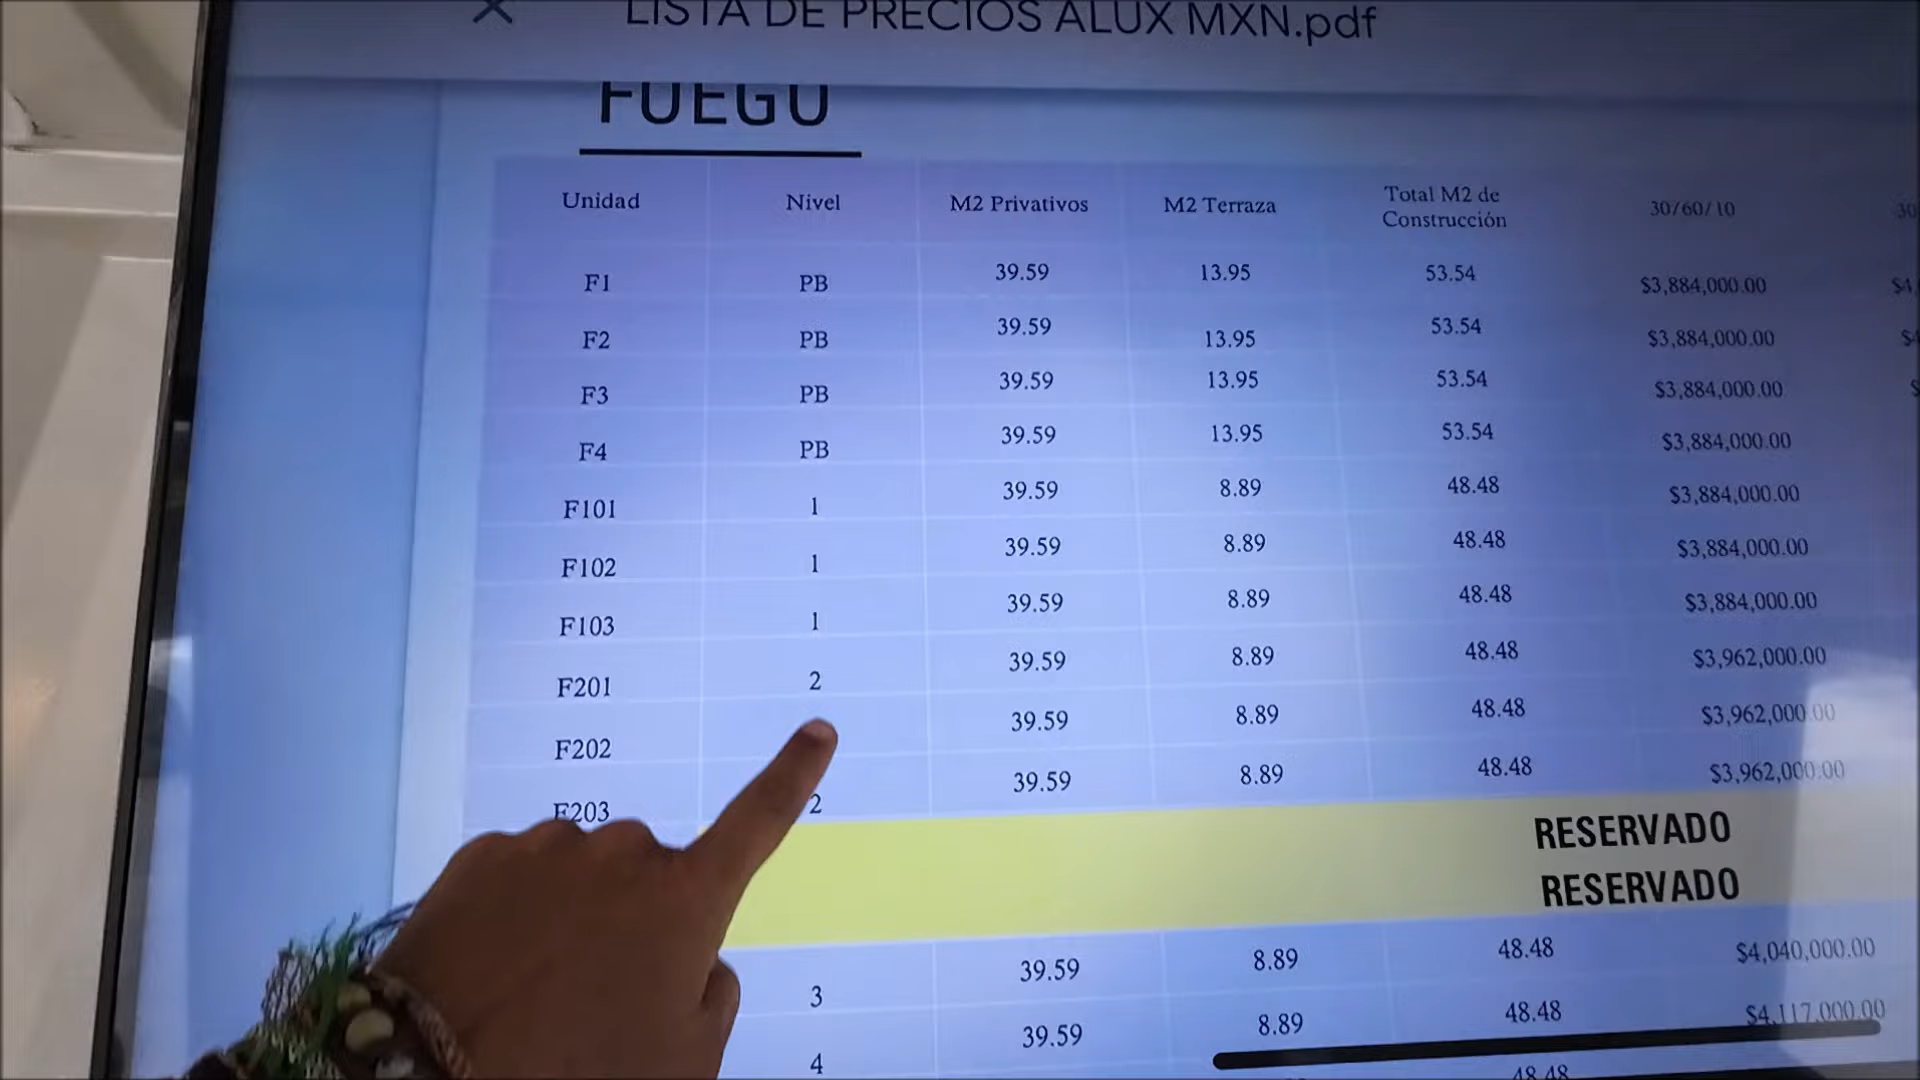 LISTA DE PRECIOS ALUX MXN.pdf
FUEGO
Unidad Nivel M2 Privativos M2 Terraza Total M2 de Construcción 30/60/10 30
F1 PB 39.59 13.95 53.54 $3,884,000.00 $4,
F2 PB 39.59 13.95 53.54 $3,884,000.00 $4
F3 PB 39.59 13.95 53.54 $3,884,000.00 $
F4 PB 39.59 13.95 53.54 $3,884,000.00
F101 1 39.59 8.89 48.48 $3,884,000.00
F102 1 39.59 8.89 48.48 $3,884,000.00
F103 1 39.59 8.89 48.48 $3,884,000.00
F201 2 39.59 8.89 48.48 $3,962,000.00
F202 39.59 8.89 48.48 $3,962,000.00
F203 2 39.59 8.89 48.48 $3,962,000.00
RESERVADO
RESERVADO
3 39.59 8.89 48.48 $4,040,000.00
4 39.59 8.89 48.48 $4,117,000.00
48.48